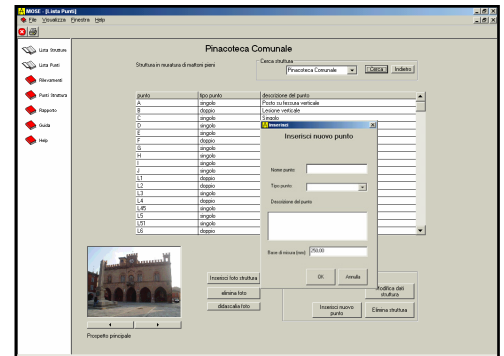 MOSE - [Lista Punti]
File Visualizza Finestra Help
Lista Strutture
Lista Punti
Rilevamenti
Punti Struttura
Rapporto
Guida
Help
Pinacoteca Comunale
Struttura in muratura di mattoni pieni
Cerca struttura
Pinacoteca Comunale
Cerca
Indietro
punto tipo punto descrizione del punto
A singolo Posto su lessura verticale
B doppio Lesione verticale
C singolo Singolo
D singolo
E singolo
F doppio
G singolo
H singolo
I singolo
J singolo
L1 doppio
L2 doppio
L3 singolo
L4 doppio
L45 singolo
L5 singolo
L51 singolo
L6 doppio
Inserisci
Inserisci nuovo punto
Nome punto
Tipo punto
Descrizione del punto
Base di misura (mm) 250,00
OK Annulla
Inserisci foto struttura
elimina foto
didascalia foto
Modifica dati struttura
Inserisci nuovo punto
Elimina struttura
Prospetto principale